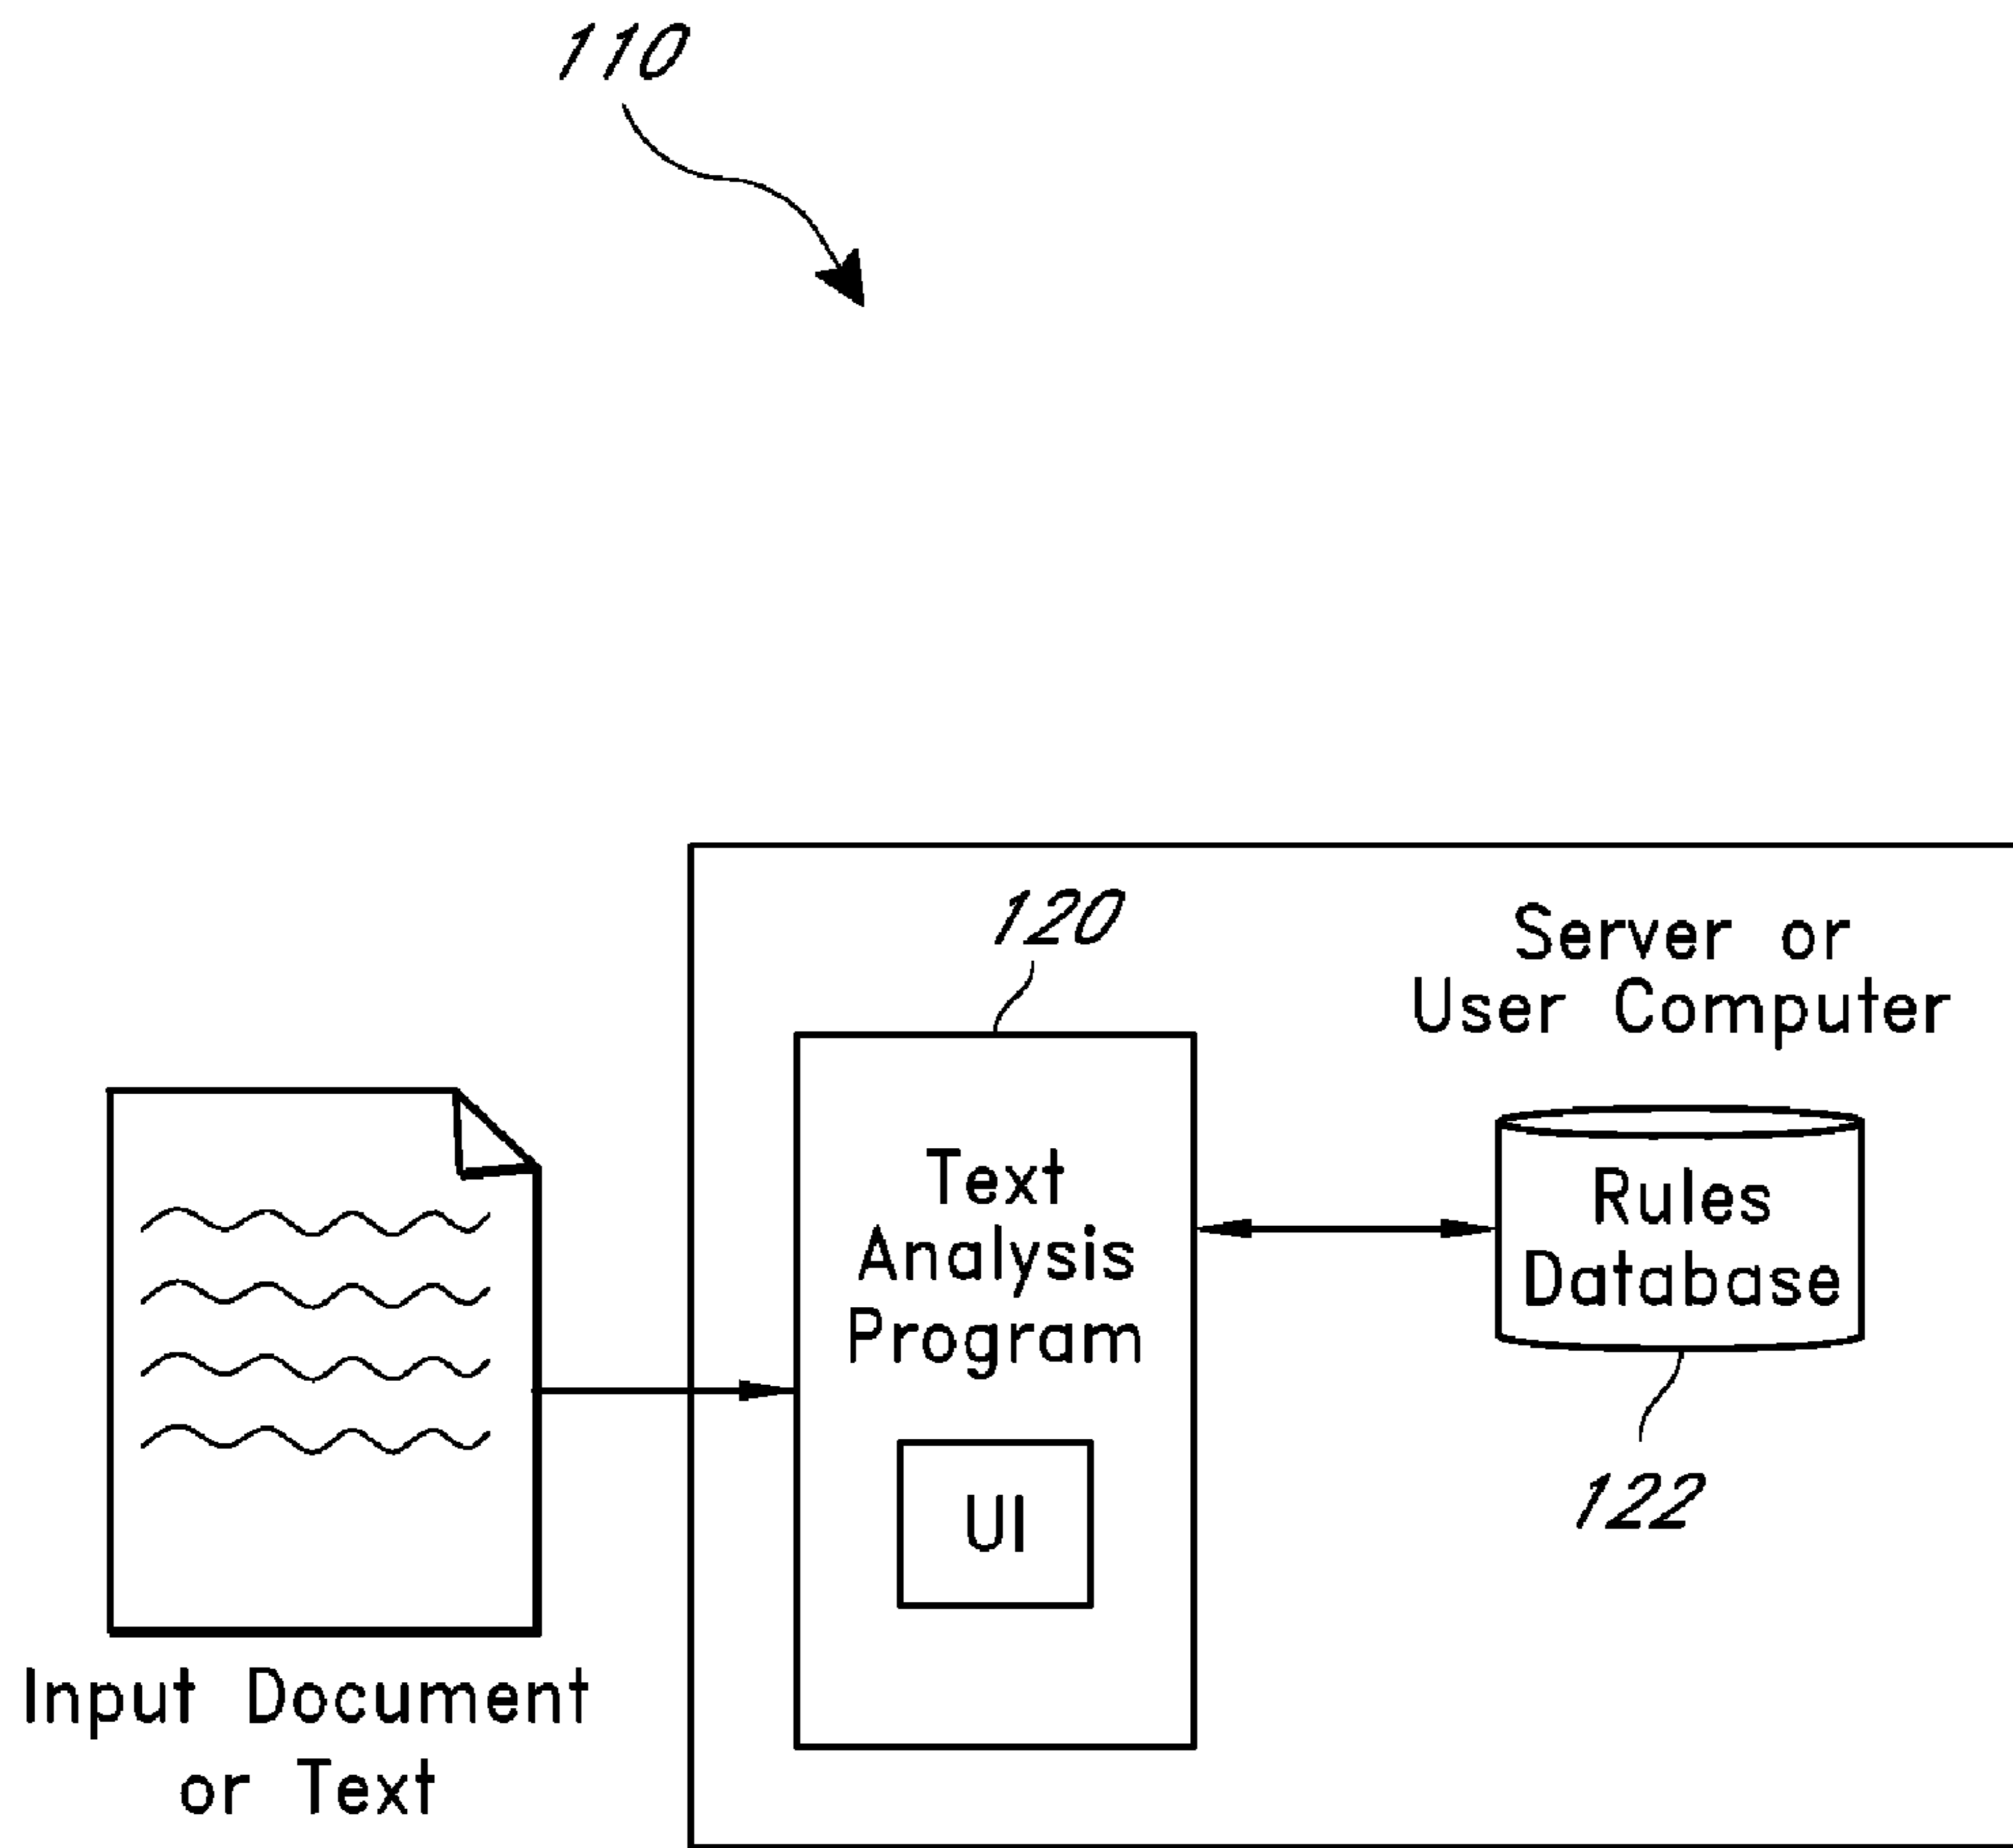 110
120
Server or
User Computer
Text
Analysis
Program
UI
Rules
Database
122
Input Document
or Text